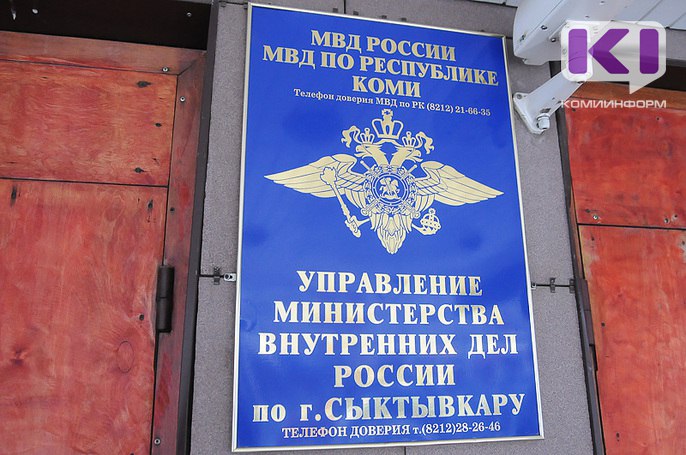 МВД РОССИИ
МВД ПО РЕСПУБЛИКЕ
КОМИ
Телефон доверия МВД по РК (8212) 21-66-35
УПРАВЛЕНИЕ
МИНИСТЕРСТВА
ВНУТРЕННИХ ДЕЛ
РОССИИ
по г.СЫКТЫВКАРУ
ТЕЛЕФОН ДОВЕРИЯ т.(8212)28-26-46
KI
КОМИИНФОРМ